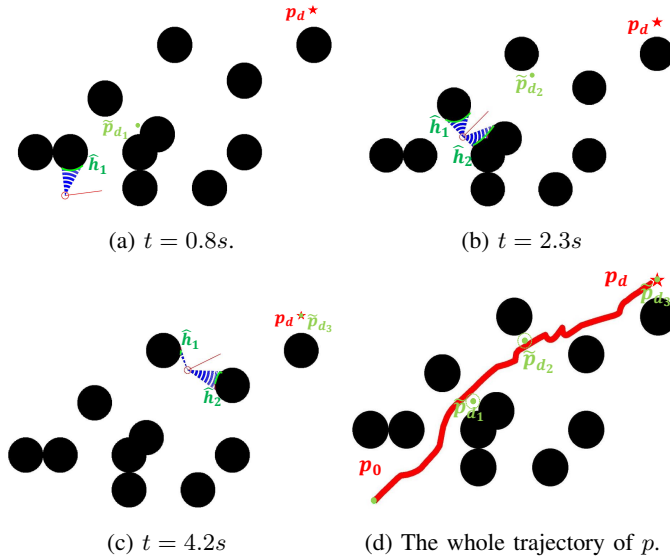 p_d ★
p̃_{d_1}
ĥ_1
(a) t = 0.8s.
p_d ★
p̃_{d_2}
ĥ_1
ĥ_2
(b) t = 2.3s
p_d ★ p̃_{d_3}
ĥ_1
ĥ_2
(c) t = 4.2s
p_d
p̃_{d_3}
p̃_{d_2}
p̃_{d_1}
p_0
(d) The whole trajectory of p.